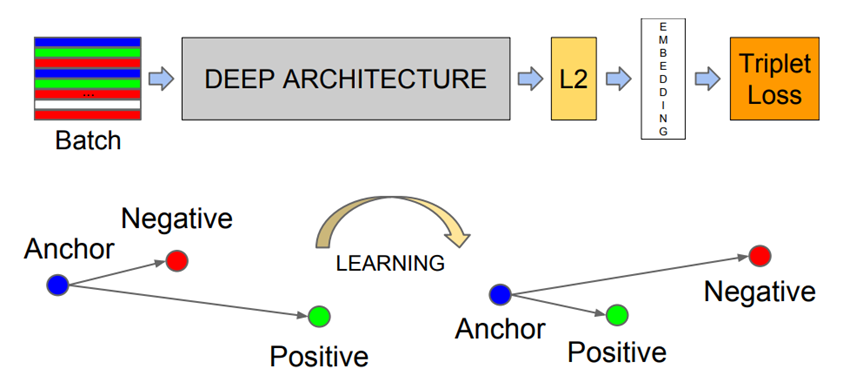 ...
Batch
DEEP ARCHITECTURE
L2
EMBEDDING
Triplet
Loss
Negative
Anchor
Positive
LEARNING
Negative
Anchor
Positive